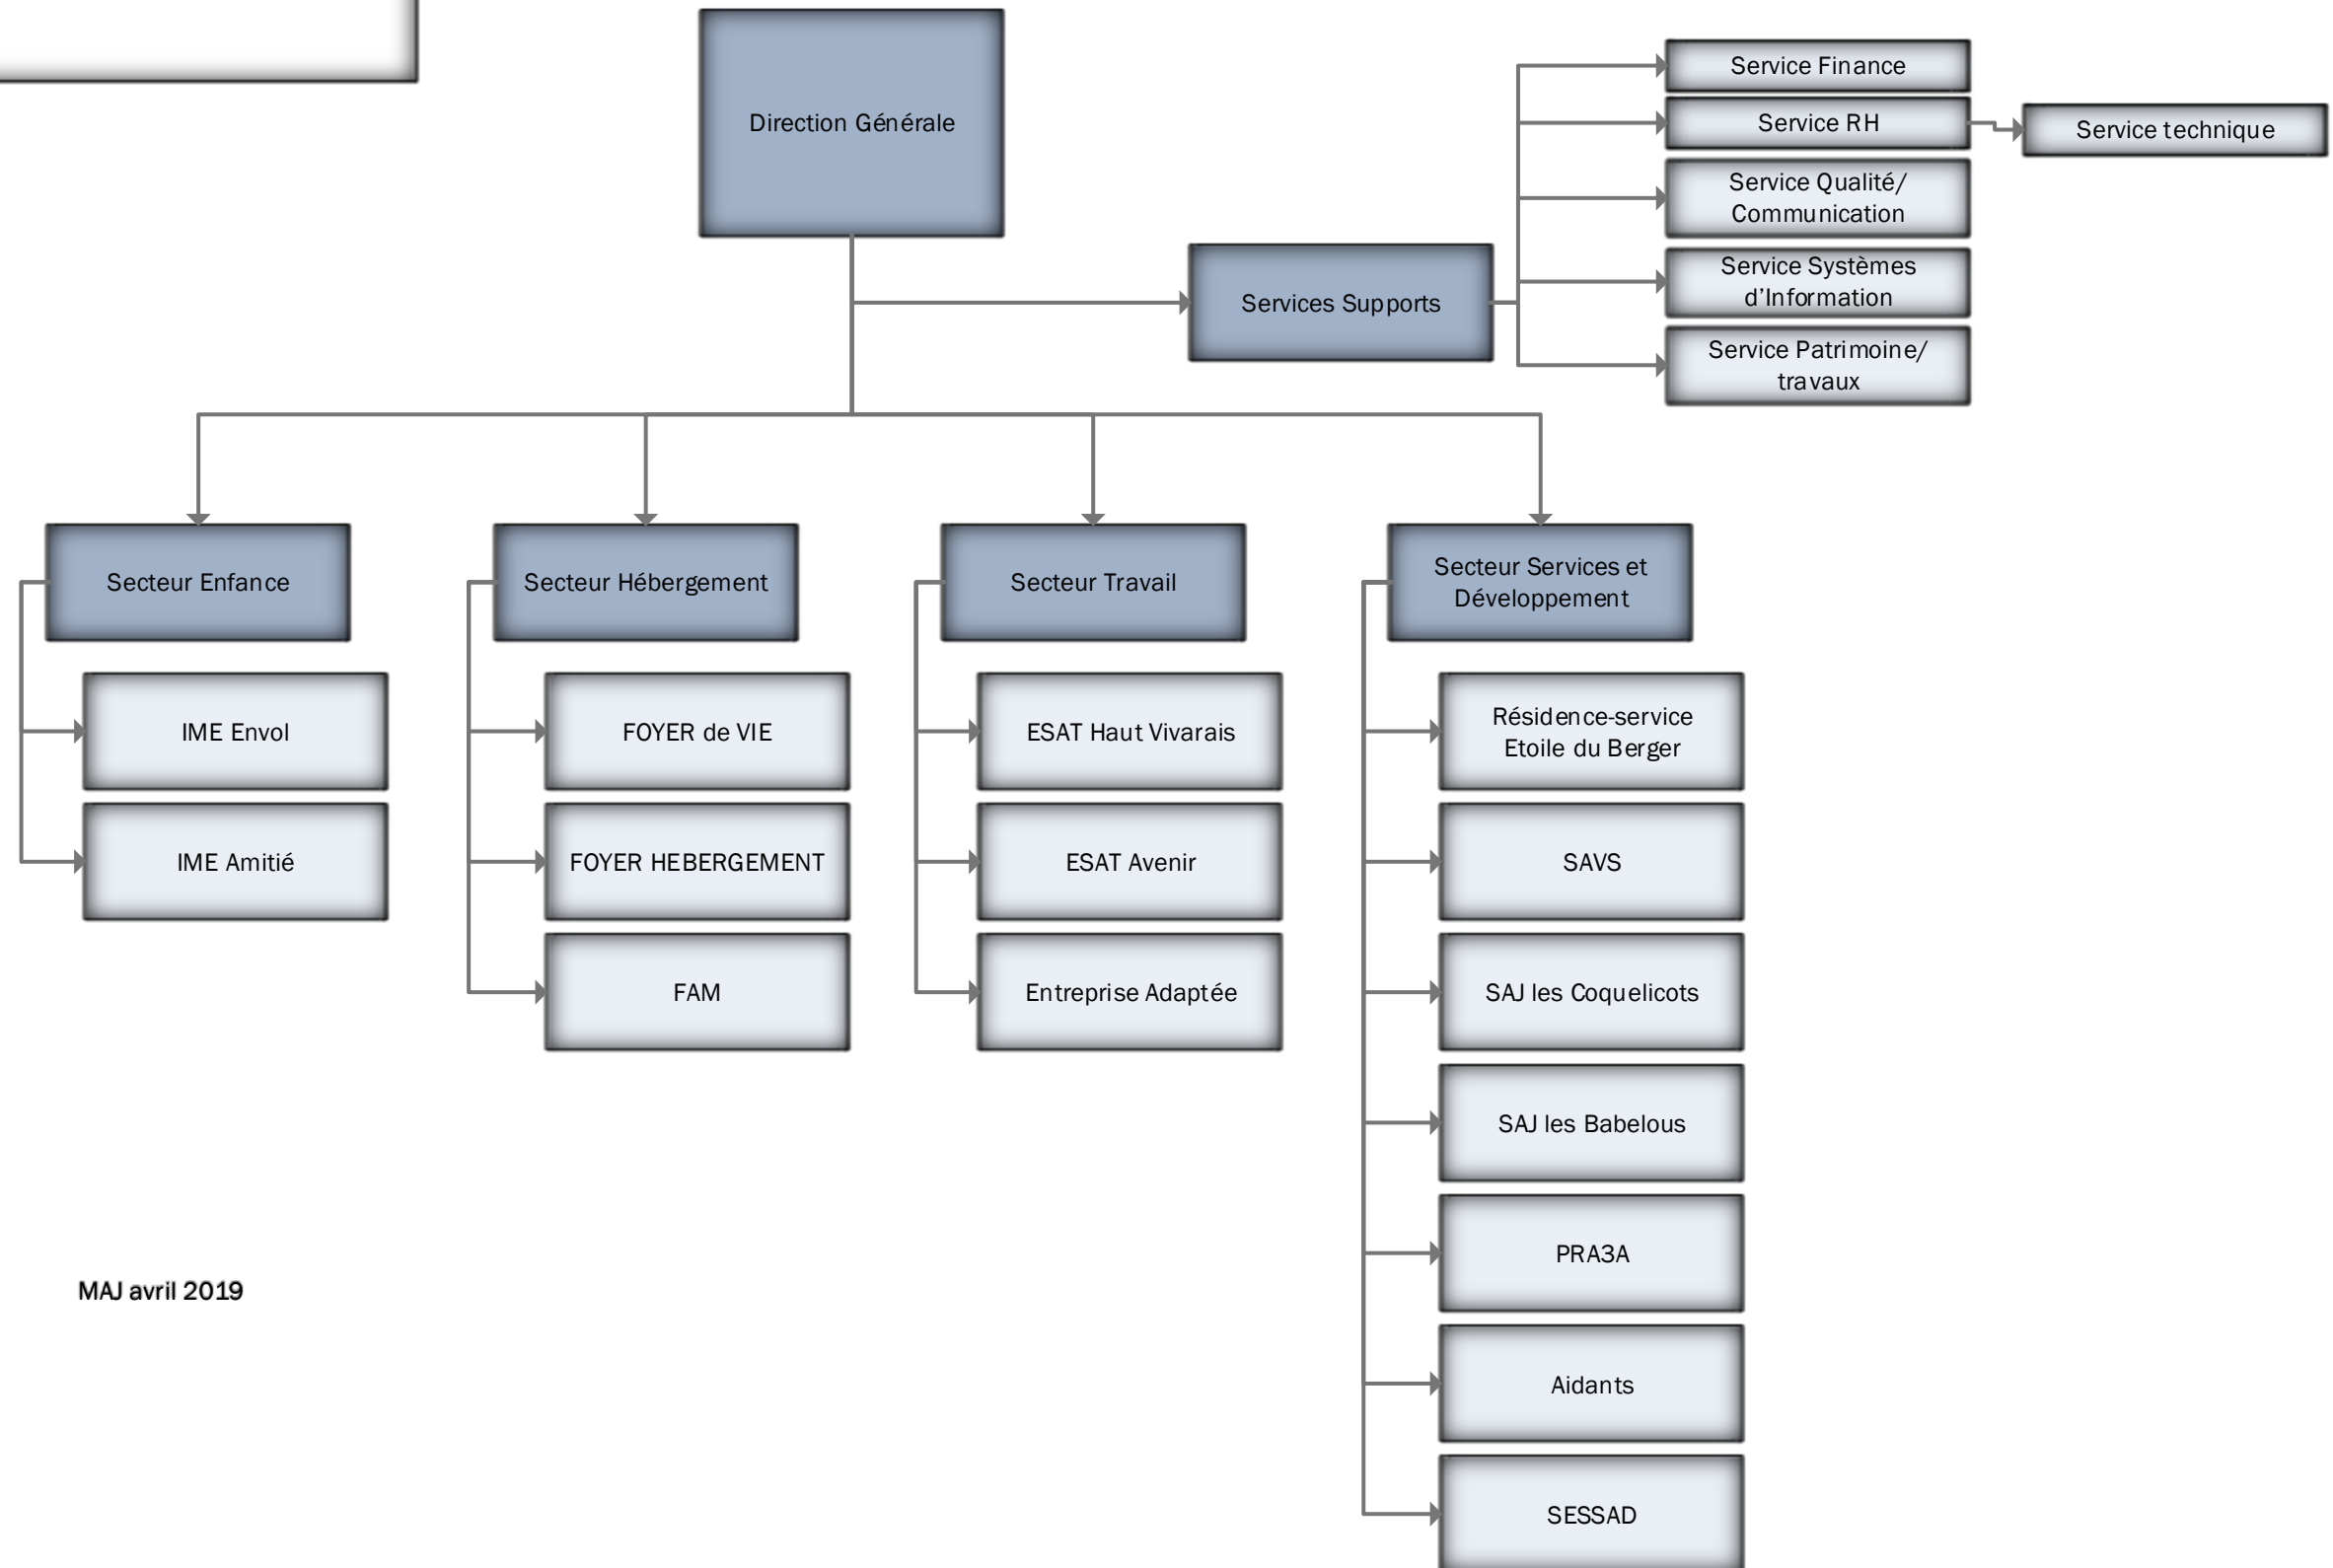 Direction Générale
Services Supports
Service Finance
Service RH
Service technique
Service Qualité/
Communication
Service Systèmes
d’Information
Service Patrimoine/
travaux
Secteur Enfance
IME Envol
IME Amitié
Secteur Hébergement
FOYER de VIE
FOYER HEBERGEMENT
FAM
Secteur Travail
ESAT Haut Vivarais
ESAT Avenir
Entreprise Adaptée
Secteur Services et
Développement
Résidence-service
Etoile du Berger
SAVS
SAJ les Coquelicots
SAJ les Babelous
PRA3A
Aidants
SESSAD
MAJ avril 2019